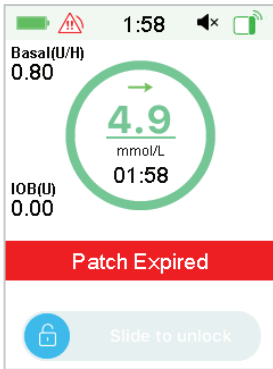 1:58
Basal(U/H)
0.80
4.9
mmol/L
01:58
IOB(U)
0.00
Patch Expired
Slide to unlock